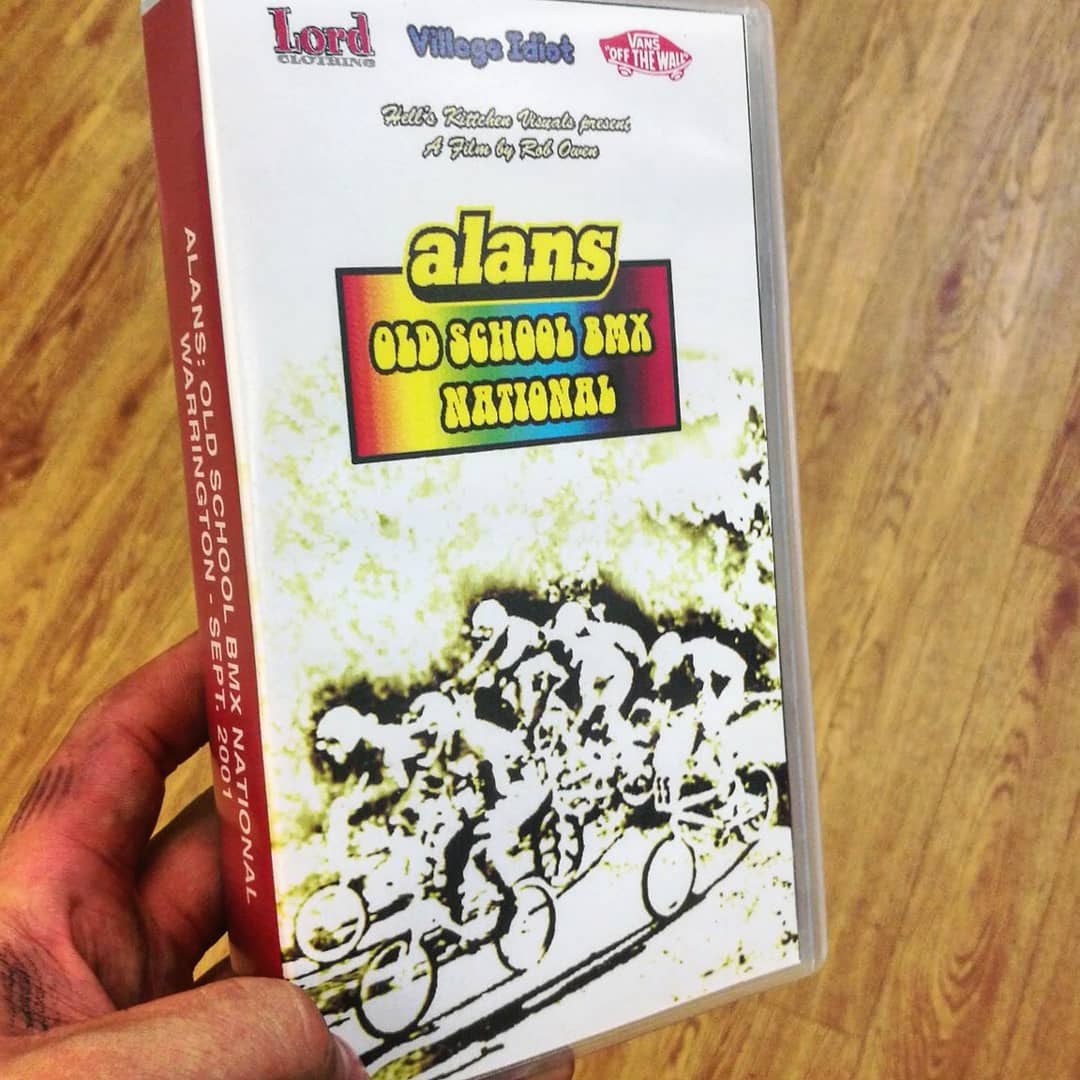 Lord
CLOTHING
Village Idiot
VANS
"OFF THE WALL"
Hell's Kittchen Visuals present
A Film by Rob Owen
alans
OLD SCHOOL BMX
NATIONAL
ALANS: OLD SCHOOL BMX NATIONAL
WARRINGTON - SEPT. 2001